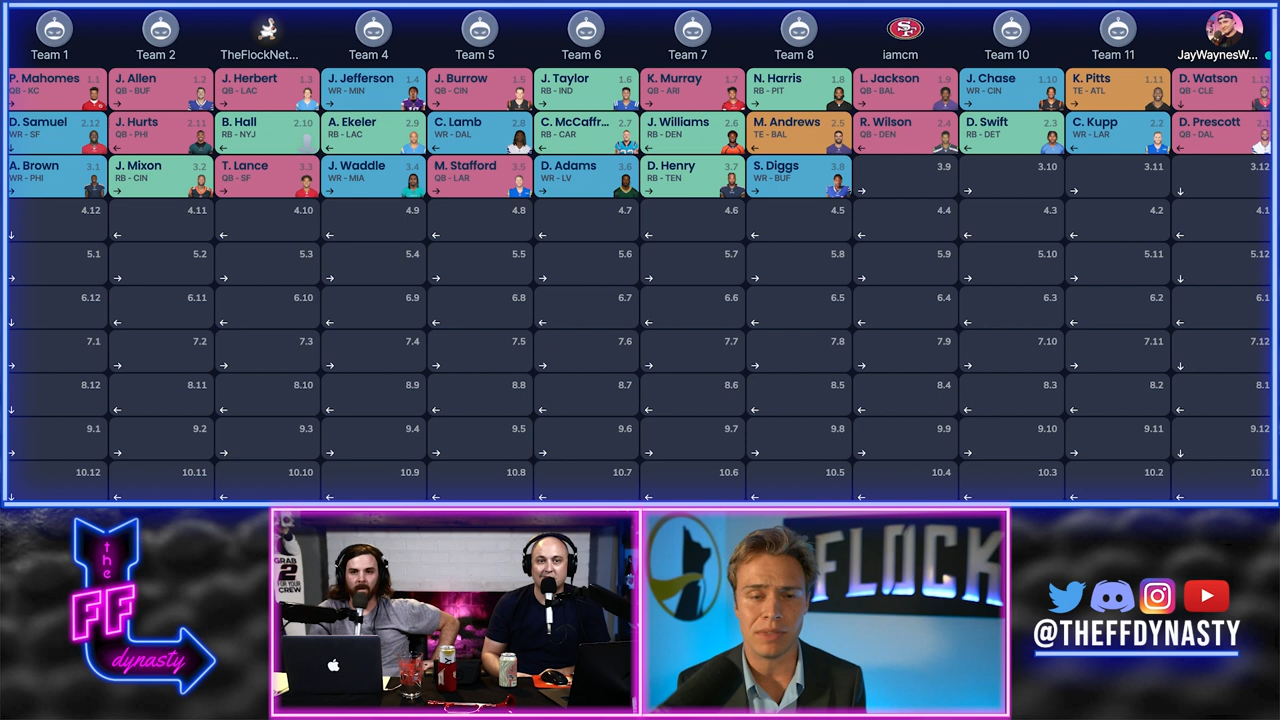 Team 1
Team 2
TheFlockNet...
Team 4
Team 5
Team 6
Team 7
Team 8
iamcm
Team 10
Team 11
JayWaynesW...
P. Mahomes 1.1
QB - KC
J. Allen 1.2
QB - BUF
J. Herbert 1.3
QB - LAC
J. Jefferson 1.4
WR - MIN
J. Burrow 1.5
QB - CIN
J. Taylor 1.6
RB - IND
K. Murray 1.7
QB - ARI
N. Harris 1.8
RB - PIT
L. Jackson 1.9
QB - BAL
J. Chase 1.10
WR - CIN
K. Pitts 1.11
TE - ATL
D. Watson 1.12
QB - CLE
D. Samuel 2.12
WR - SF
J. Hurts 2.11
QB - PHI
B. Hall 2.10
RB - NYJ
A. Ekeler 2.9
RB - LAC
C. Lamb 2.8
WR - DAL
C. McCaffr... 2.7
RB - CAR
J. Williams 2.6
RB - DEN
M. Andrews 2.5
TE - BAL
R. Wilson 2.4
QB - DEN
D. Swift 2.3
RB - DET
C. Kupp 2.2
WR - LAR
D. Prescott 2.1
QB - DAL
A. Brown 3.1
WR - PHI
J. Mixon 3.2
RB - CIN
T. Lance 3.3
QB - SF
J. Waddle 3.4
WR - MIA
M. Stafford 3.5
QB - LAR
D. Adams 3.6
WR - LV
D. Henry 3.7
RB - TEN
S. Diggs 3.8
WR - BUF
3.9
3.10
3.11
3.12
4.12 4.11 4.10 4.9 4.8 4.7 4.6 4.5 4.4 4.3 4.2 4.1
5.1 5.2 5.3 5.4 5.5 5.6 5.7 5.8 5.9 5.10 5.11 5.12
6.12 6.11 6.10 6.9 6.8 6.7 6.6 6.5 6.4 6.3 6.2 6.1
7.1 7.2 7.3 7.4 7.5 7.6 7.7 7.8 7.9 7.10 7.11 7.12
8.12 8.11 8.10 8.9 8.8 8.7 8.6 8.5 8.4 8.3 8.2 8.1
9.1 9.2 9.3 9.4 9.5 9.6 9.7 9.8 9.9 9.10 9.11 9.12
10.12 10.11 10.10 10.9 10.8 10.7 10.6 10.5 10.4 10.3 10.2 10.1
the
FF
dynasty
GRAB
2
FOR YOUR
CREW
FLOCK
@THEFFDYNASTY